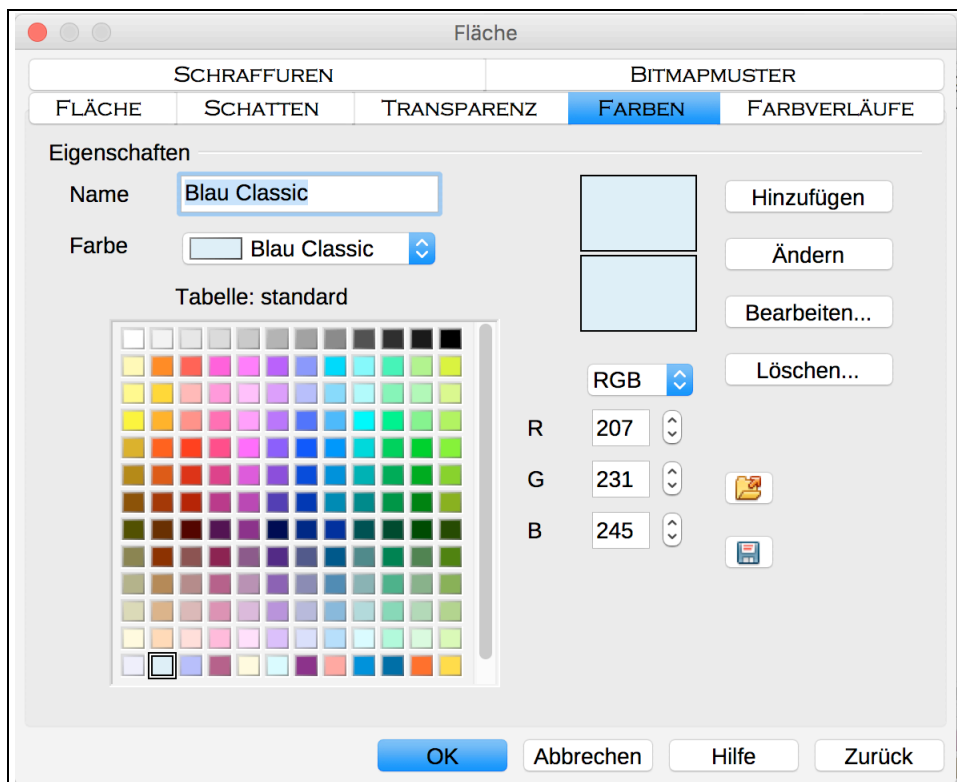 Fläche
SCHRAFFUREN BITMAPMUSTER
FLÄCHE SCHATTEN TRANSPARENZ FARBEN FARBVERLÄUFE
Eigenschaften
Name Blau Classic
Hinzufügen
Farbe Blau Classic
Ändern
Tabelle: standard
Bearbeiten...
RGB
Löschen...
R 207
G 231
B 245
OK Abbrechen Hilfe Zurück